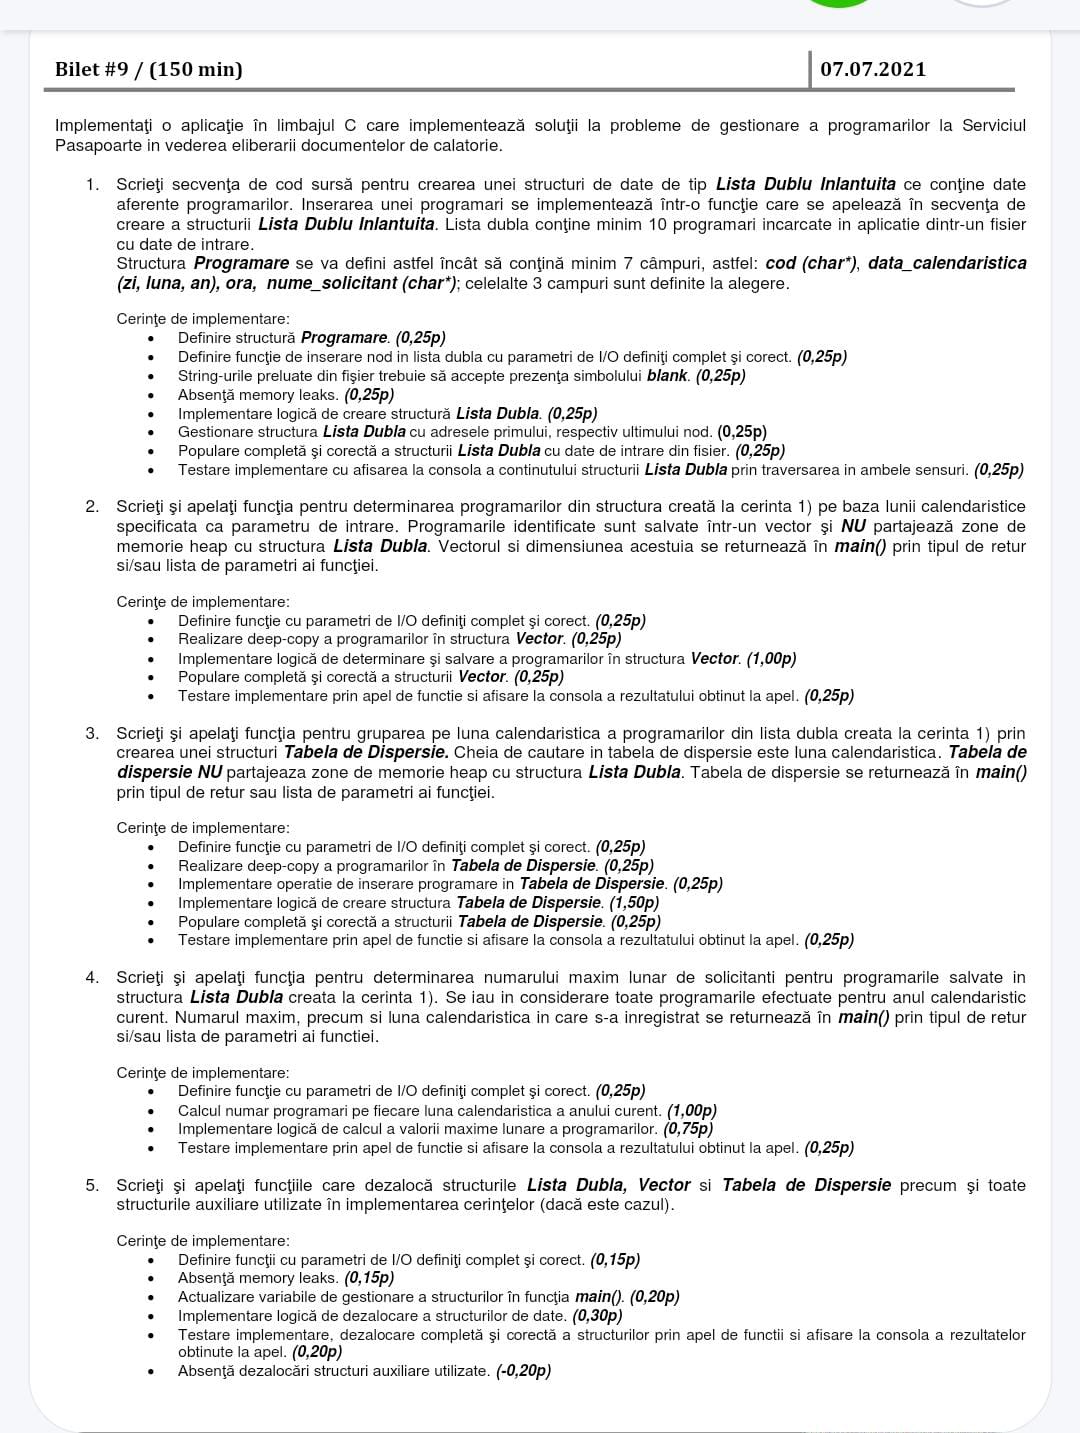 Bilet #9 / (150 min)
07.07.2021
Implementaţi o aplicaţie în limbajul C care implementează soluţii la probleme de gestionare a programarilor la Serviciul
Pasapoarte in vederea eliberarii documentelor de calatorie.
1. Scrieţi secvenţa de cod sursă pentru crearea unei structuri de date de tip Lista Dublu Inlantuita ce conţine date
aferente programarilor. Inserarea unei programari se implementează într-o funcţie care se apelează în secvenţa de
creare a structurii Lista Dublu Inlantuita. Lista dubla conţine minim 10 programari incarcate in aplicatie dintr-un fisier
cu date de intrare.
Structura Programare se va defini astfel încât să conţină minim 7 câmpuri, astfel: cod (char*), data_calendaristica
(zi, luna, an), ora, nume_solicitant (char*); celelalte 3 campuri sunt definite la alegere.
Cerinţe de implementare:
• Definire structură Programare. (0,25p)
• Definire funcţie de inserare nod in lista dubla cu parametri de I/O definiţi complet şi corect. (0,25p)
• String-urile preluate din fişier trebuie să accepte prezenţa simbolului blank. (0,25p)
• Absenţă memory leaks. (0,25p)
• Implementare logică de creare structură Lista Dubla. (0,25p)
• Gestionare structura Lista Dubla cu adresele primului, respectiv ultimului nod. (0,25p)
• Populare completă şi corectă a structurii Lista Dubla cu date de intrare din fisier. (0,25p)
• Testare implementare cu afisarea la consola a continutului structurii Lista Dubla prin traversarea in ambele sensuri. (0,25p)
2. Scrieţi şi apelaţi funcţia pentru determinarea programarilor din structura creată la cerinta 1) pe baza lunii calendaristice
specificata ca parametru de intrare. Programarile identificate sunt salvate într-un vector şi NU partajează zone de
memorie heap cu structura Lista Dubla. Vectorul si dimensiunea acestuia se returnează în main() prin tipul de retur
si/sau lista de parametri ai funcţiei.
Cerinţe de implementare:
• Definire funcţie cu parametri de I/O definiţi complet şi corect. (0,25p)
• Realizare deep-copy a programarilor în structura Vector. (0,25p)
• Implementare logică de determinare şi salvare a programarilor în structura Vector. (1,00p)
• Populare completă şi corectă a structurii Vector. (0,25p)
• Testare implementare prin apel de functie si afisare la consola a rezultatului obtinut la apel. (0,25p)
3. Scrieţi şi apelaţi funcţia pentru gruparea pe luna calendaristica a programarilor din lista dubla creata la cerinta 1) prin
crearea unei structuri Tabela de Dispersie. Cheia de cautare in tabela de dispersie este luna calendaristica. Tabela de
dispersie NU partajeaza zone de memorie heap cu structura Lista Dubla. Tabela de dispersie se returnează în main()
prin tipul de retur sau lista de parametri ai funcţiei.
Cerinţe de implementare:
• Definire funcţie cu parametri de I/O definiţi complet şi corect. (0,25p)
• Realizare deep-copy a programarilor în Tabela de Dispersie. (0,25p)
• Implementare operatie de inserare programare in Tabela de Dispersie. (0,25p)
• Implementare logică de creare structura Tabela de Dispersie. (1,50p)
• Populare completă şi corectă a structurii Tabela de Dispersie. (0,25p)
• Testare implementare prin apel de functie si afisare la consola a rezultatului obtinut la apel. (0,25p)
4. Scrieţi şi apelaţi funcţia pentru determinarea numarului maxim lunar de solicitanti pentru programarile salvate in
structura Lista Dubla creata la cerinta 1). Se iau in considerare toate programarile efectuate pentru anul calendaristic
curent. Numarul maxim, precum si luna calendaristica in care s-a inregistrat se returnează în main() prin tipul de retur
si/sau lista de parametri ai functiei.
Cerinţe de implementare:
• Definire funcţie cu parametri de I/O definiţi complet şi corect. (0,25p)
• Calcul numar programari pe fiecare luna calendaristica a anului curent. (1,00p)
• Implementare logică de calcul a valorii maxime lunare a programarilor. (0,75p)
• Testare implementare prin apel de functie si afisare la consola a rezultatului obtinut la apel. (0,25p)
5. Scrieţi şi apelaţi funcţiile care dezalocă structurile Lista Dubla, Vector si Tabela de Dispersie precum şi toate
structurile auxiliare utilizate în implementarea cerinţelor (dacă este cazul).
Cerinţe de implementare:
• Definire funcţii cu parametri de I/O definiţi complet şi corect. (0,15p)
• Absenţă memory leaks. (0,15p)
• Actualizare variabile de gestionare a structurilor în funcţia main(). (0,20p)
• Implementare logică de dezalocare a structurilor de date. (0,30p)
• Testare implementare, dezalocare completă şi corectă a structurilor prin apel de functii si afisare la consola a rezultatelor
obtinute la apel. (0,20p)
• Absenţă dezalocări structuri auxiliare utilizate. (-0,20p)